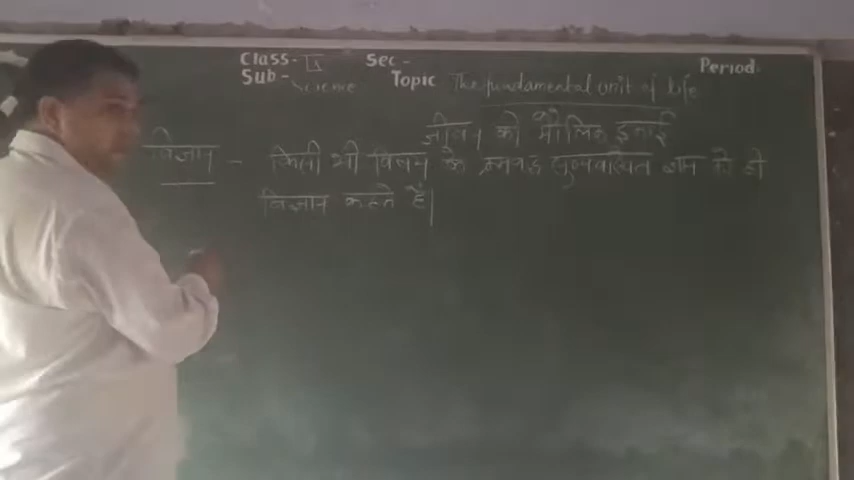 Class- IX Sec-
Sub- Science Topic The fundamental unit of life Period.
जीवन की मौलिक इकाई
विज्ञान - किसी भी विषय के क्रमबद्ध सुव्यवस्थित ज्ञान को ही
विज्ञान कहते हैं।